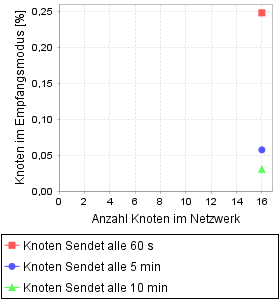 Knoten im Empfangsmodus [%]
0,25
0,20
0,15
0,10
0,05
0,00
0 2 4 6 8 10 12 14 16
Anzahl Knoten im Netzwerk
Knoten Sendet alle 60 s
Knoten Sendet alle 5 min
Knoten Sendet alle 10 min